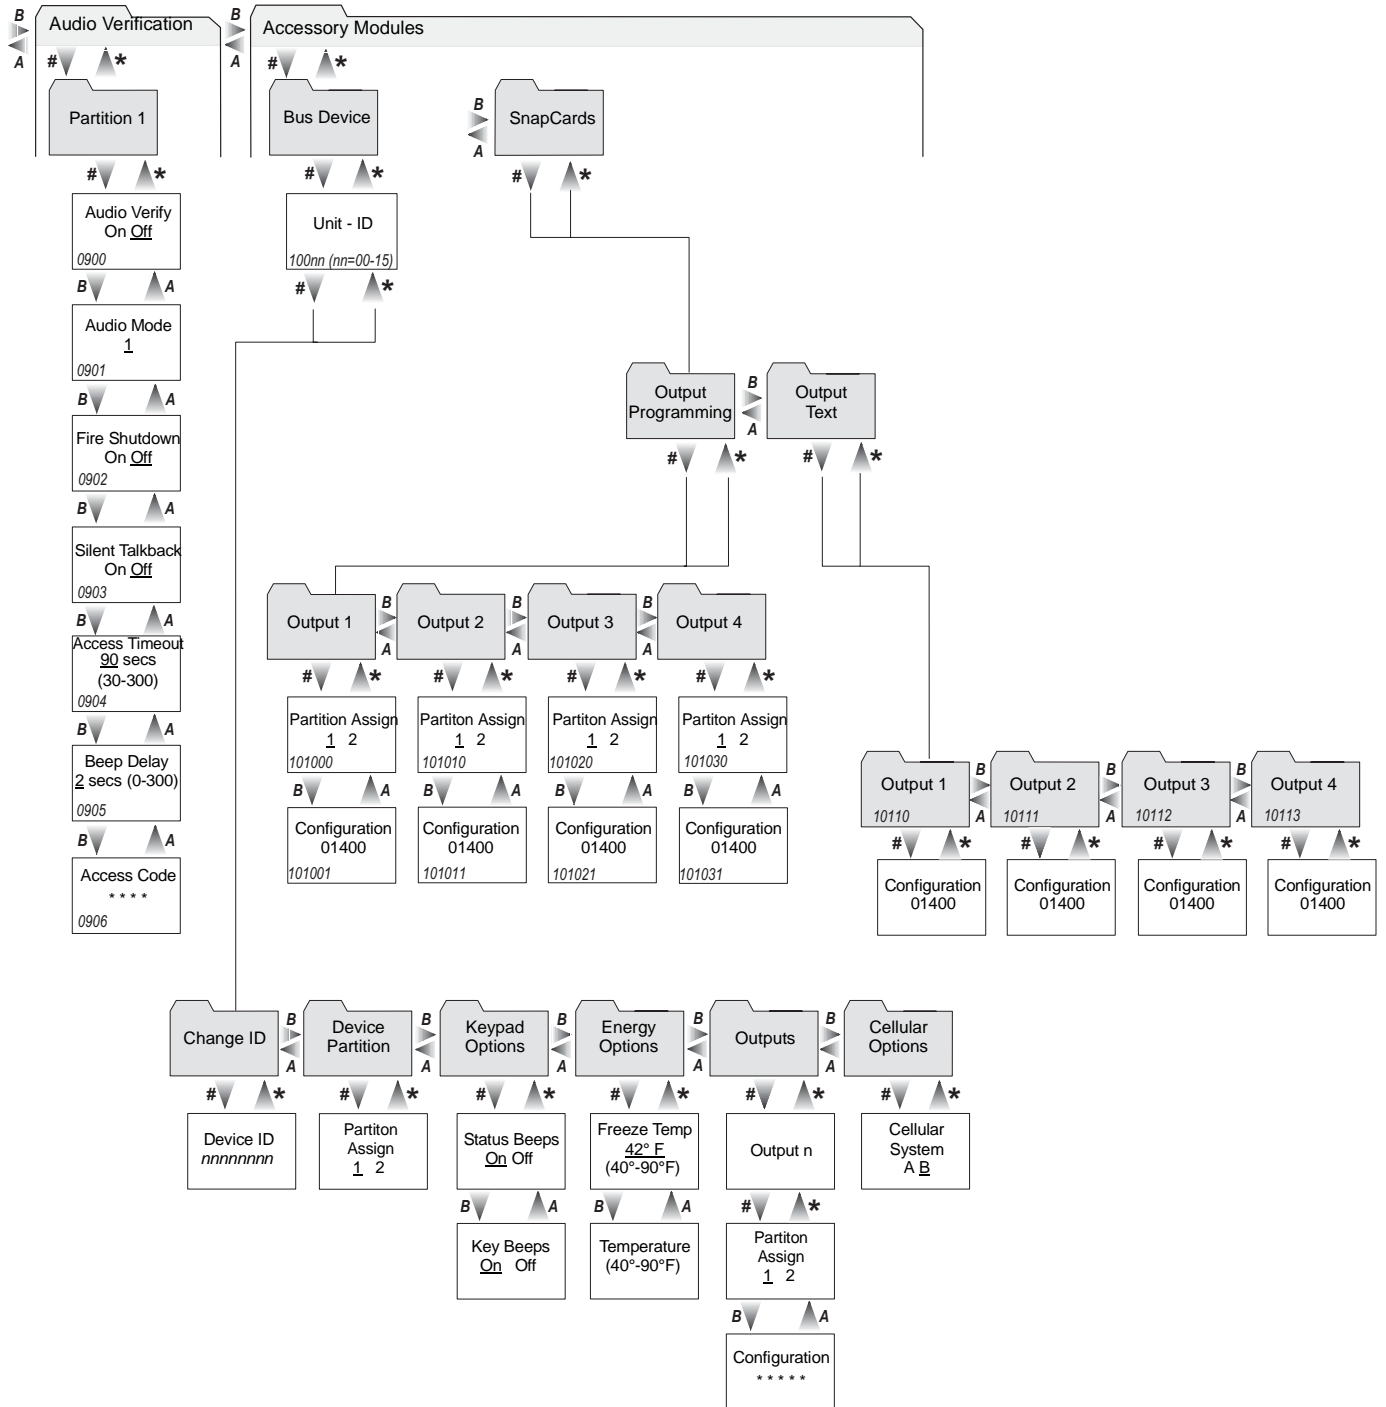 B
A
Audio Verification
B
A
Accessory Modules
# *
# *
Partition 1
Bus Device
B
A
SnapCards
# *
# *
# *
Audio Verify
On Off
0900
Unit - ID
100nn (nn=00-15)
B A
# *
Audio Mode
1
0901
B A
Output
Programming
B
A
Output
Text
Fire Shutdown
On Off
0902
# *
# *
B A
Silent Talkback
On Off
0903
B A
Access Timeout
90 secs
(30-300)
0904
B A
Beep Delay
2 secs (0-300)
0905
B A
Access Code
* * * *
0906
Output 1
B
A
Output 2
B
A
Output 3
B
A
Output 4
# *
# *
# *
# *
Partition Assign
1 2
101000
Partiton Assign
1 2
101010
Partiton Assign
1 2
101020
Partiton Assign
1 2
101030
B A
B A
B A
B A
Configuration
01400
101001
Configuration
01400
101011
Configuration
01400
101021
Configuration
01400
101031
Output 1
10110
B
A
Output 2
10111
B
A
Output 3
10112
B
A
Output 4
10113
# *
# *
# *
# *
Configuration
01400
Configuration
01400
Configuration
01400
Configuration
01400
Change ID
B
A
Device
Partition
B
A
Keypad
Options
B
A
Energy
Options
B
A
Outputs
B
A
Cellular
Options
# *
# *
# *
# *
# *
# *
Device ID
nnnnnnnn
Partiton
Assign
1 2
Status Beeps
On Off
Freeze Temp
42° F
(40°-90°F)
Output n
Cellular
System
A B
B A
B A
# *
Key Beeps
On Off
Temperature
(40°-90°F)
Partiton
Assign
1 2
B A
Configuration
* * * * *